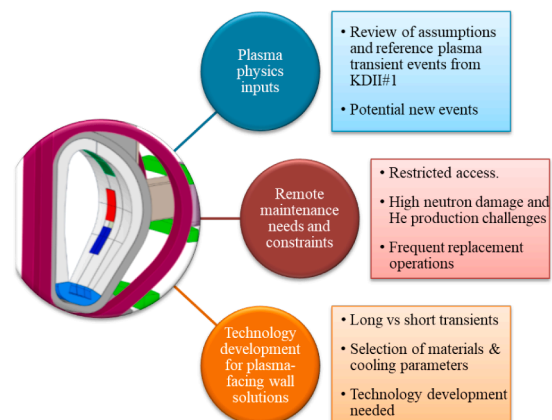 Plasma
physics
inputs
• Review of assumptions
and reference plasma
transient events from
KDII#1
• Potential new events
Remote
maintenance
needs and
constraints
• Restricted access.
• High neutron damage and
He production challenges
• Frequent replacement
operations
Technology
development
for plasma-
facing wall
solutions
• Long vs short transients
• Selection of materials &
cooling parameters
• Technology development
needed